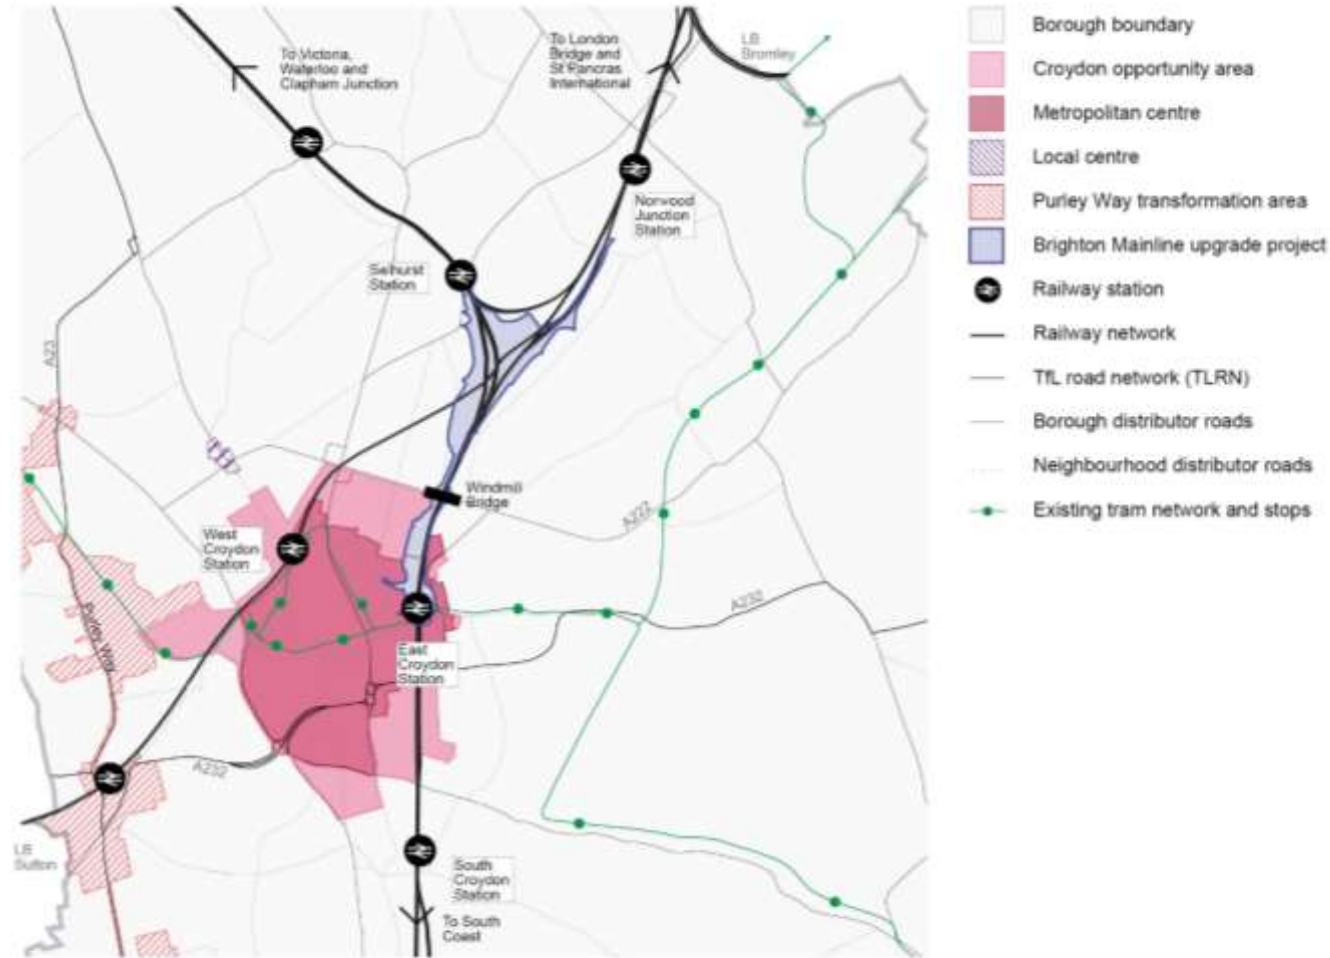 To Victoria,
Waterloo and
Clapham Junction
To London
Bridge and
St Pancras
International
LB
Bromley
Norwood
Junction
Station
Selhurst
Station
A23
Windmill
Bridge
A222
West
Croydon
Station
Purley Way
A232
East
Croydon
Station
A232
LB
Sutton
South
Croydon
Station
To South
Coast
Borough boundary
Croydon opportunity area
Metropolitan centre
Local centre
Purley Way transformation area
Brighton Mainline upgrade project
Railway station
Railway network
TfL road network (TLRN)
Borough distributor roads
Neighbourhood distributor roads
Existing tram network and stops